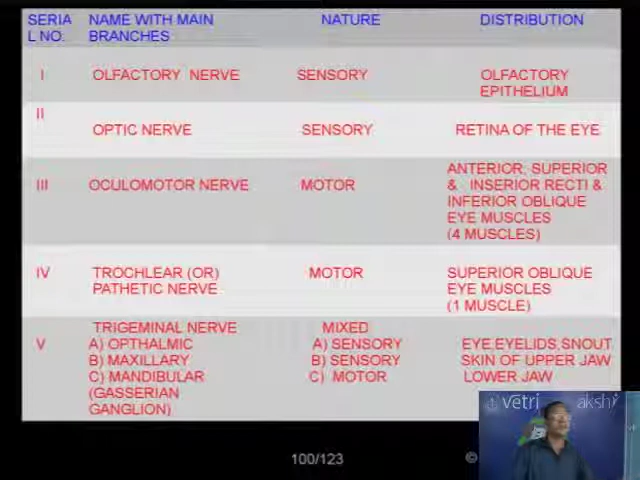 SERIA
L NO.
NAME WITH MAIN
BRANCHES
NATURE
DISTRIBUTION
I
OLFACTORY NERVE
SENSORY
OLFACTORY
EPITHELIUM
II
OPTIC NERVE
SENSORY
RETINA OF THE EYE
III
OCULOMOTOR NERVE
MOTOR
ANTERIOR, SUPERIOR
& INSERIOR RECTI &
INFERIOR OBLIQUE
EYE MUSCLES
(4 MUSCLES)
IV
TROCHLEAR (OR)
PATHETIC NERVE
MOTOR
SUPERIOR OBLIQUE
EYE MUSCLES
(1 MUSCLE)
V
TRIGEMINAL NERVE
A) OPTHALMIC
B) MAXILLARY
C) MANDIBULAR
(GASSERIAN
GANGLION)
MIXED
A) SENSORY
B) SENSORY
C) MOTOR
EYE,EYELIDS,SNOUT
SKIN OF UPPER JAW
LOWER JAW
vetri
100/123
©